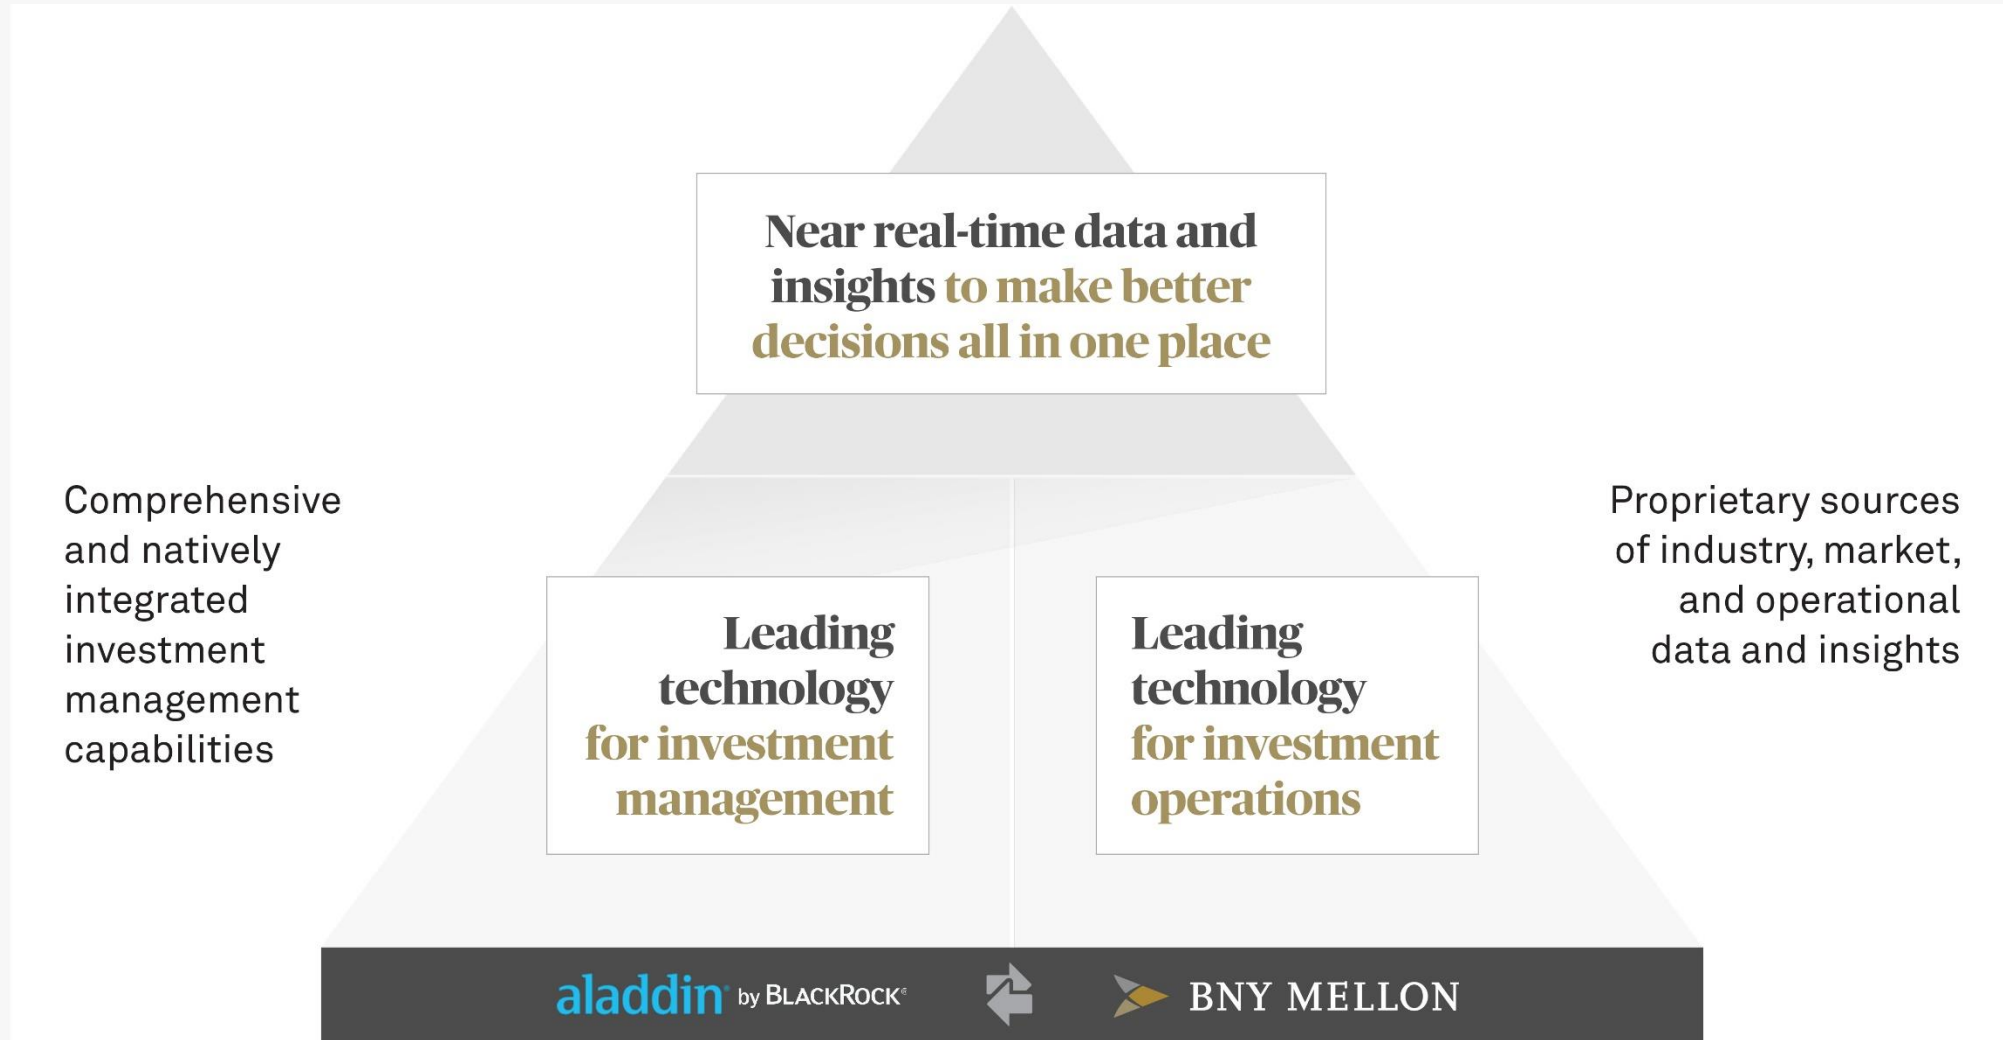 Near real-time data and
insights to make better
decisions all in one place
Comprehensive
and natively
integrated
investment
management
capabilities
Proprietary sources
of industry, market,
and operational
data and insights
Leading
technology
for investment
management
Leading
technology
for investment
operations
aladdin® by BLACKROCK®
BNY MELLON